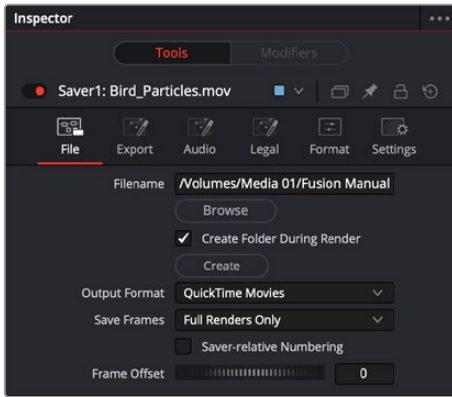 Inspector
Tools Modifiers
Saver1: Bird_Particles.mov
File Export Audio Legal Format Settings
Filename /Volumes/Media 01/Fusion Manual
Browse
Create Folder During Render
Create
Output Format QuickTime Movies
Save Frames Full Renders Only
Saver-relative Numbering
Frame Offset 0